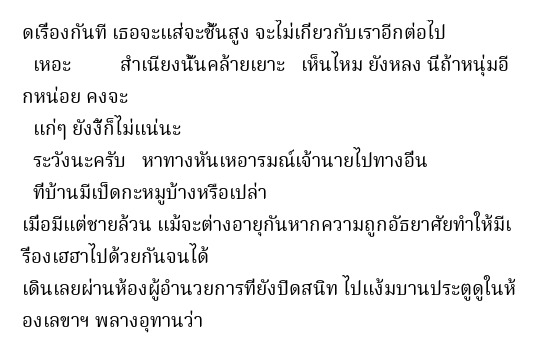 ดเรื่องกันที เธอจะแส่จะชั้นสูง จะไม่เกี่ยวกับเราอีกต่อไป
เหอะ สำเนียงนั้นคล้ายเยาะ เห็นไหม ยังหลง นี่ถ้าหนุ่มอี
กหน่อย คงจะ
แก่ๆ ยังงี้ก็ไม่แน่นะ
ระวังนะครับ หาทางหันเหอารมณ์เจ้านายไปทางอื่น
ที่บ้านมีเป็ดกะหมูบ้างหรือเปล่า
เมื่อมีแต่ชายล้วน แม้จะต่างอายุกันหากความถูกอัธยาศัยทำให้มีเ
รื่องเฮฮาไปด้วยกันจนได้
เดินเลยผ่านห้องผู้อำนวยการที่ยังปิดสนิท ไปแง้มบานประตูดูในห้
องเลขาฯ พลางอุทานว่า